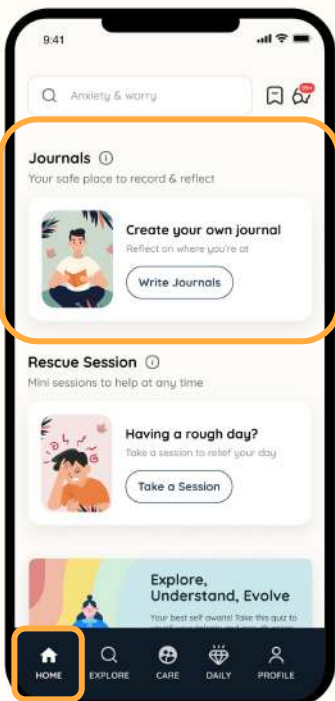 9:41
Anxiety & worry
99+
Journals
Your safe place to record & reflect
Create your own journal
Reflect on where you're at
Write Journals
Rescue Session
Mini sessions to help at any time
Having a rough day?
Take a session to relief your day
Take a Session
Explore,
Understand, Evolve
Your best self awaits! Take this quiz to
HOME EXPLORE CARE DAILY PROFILE